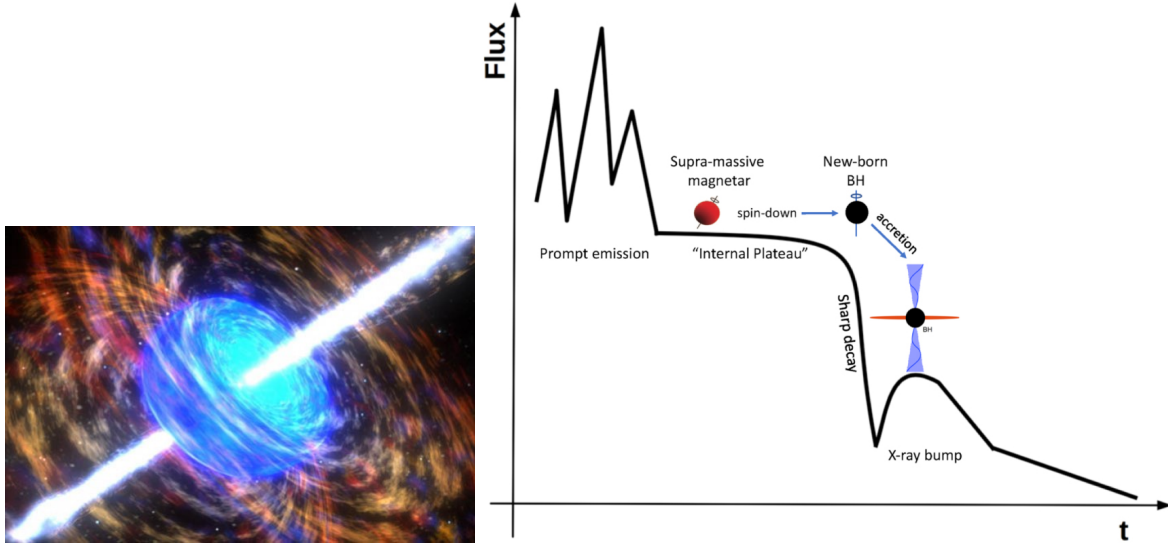 Flux
Supra-massive
magnetar
New-born
BH
spin-down
accretion
Prompt emission
“Internal Plateau”
Sharp decay
BH
X-ray bump
t